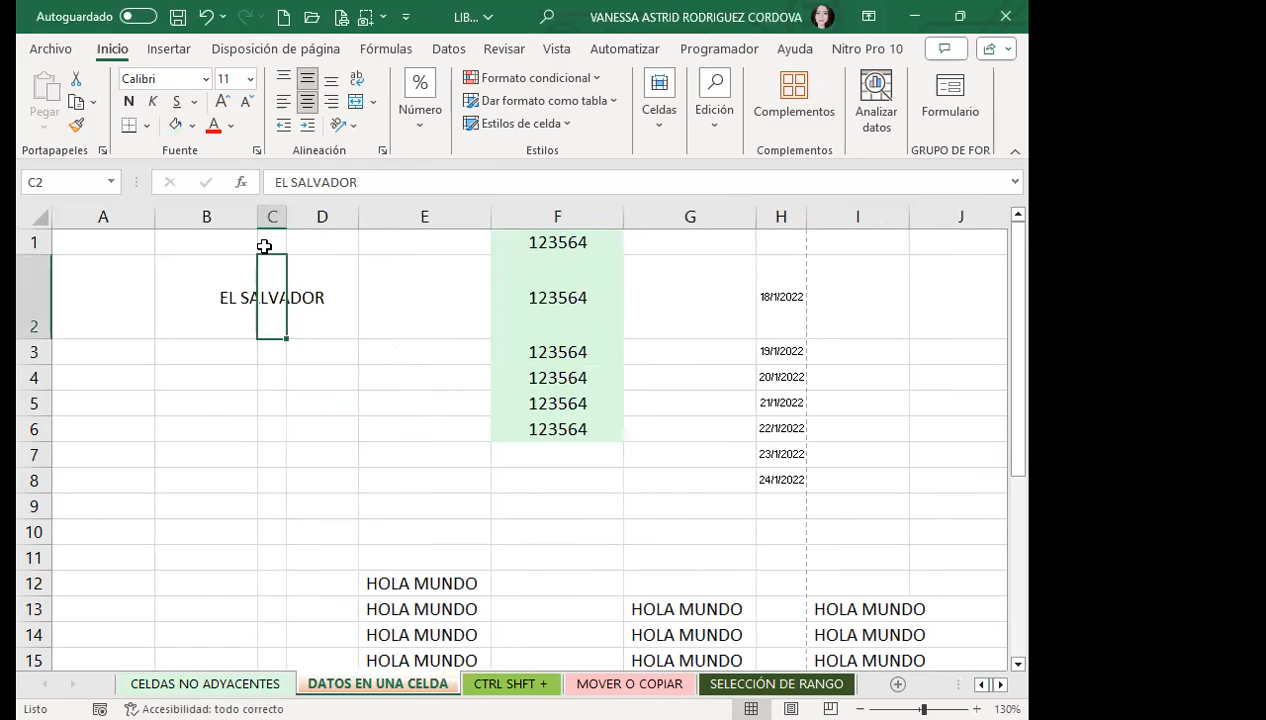 Autoguardado LIB... VANESSA ASTRID RODRIGUEZ CORDOVA
Archivo Inicio Insertar Disposición de página Fórmulas Datos Revisar Vista Automatizar Programador Ayuda Nitro Pro 10
Pegar
Portapapeles
Calibri 11
N K S
Fuente
ab
Alineación
%
Número
Formato condicional
Dar formato como tabla
Estilos de celda
Estilos
Celdas
Edición
Complementos
Complementos
Analizar
datos
Formulario
GRUPO DE FOR
C2 fx EL SALVADOR
A B C D E F G H I J
1 123564
2 EL SALVADOR 123564 18/1/2022
3 123564 19/1/2022
4 123564 20/1/2022
5 123564 21/1/2022
6 123564 22/1/2022
7 23/1/2022
8 24/1/2022
9
10
11
12 HOLA MUNDO
13 HOLA MUNDO HOLA MUNDO HOLA MUNDO
14 HOLA MUNDO HOLA MUNDO HOLA MUNDO
15 HOLA MUNDO HOLA MUNDO HOLA MUNDO
CELDAS NO ADYACENTES DATOS EN UNA CELDA CTRL SHFT + MOVER O COPIAR SELECCIÓN DE RANGO
Listo Accesibilidad: todo correcto 130%